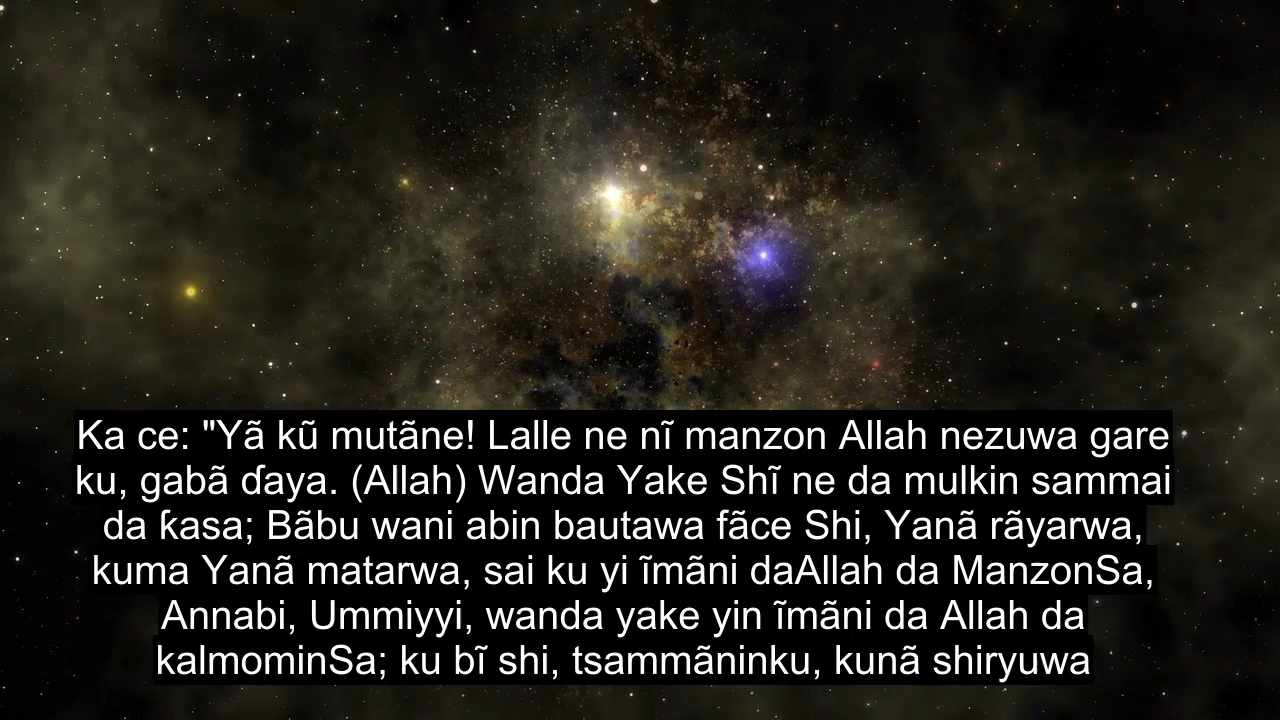 Ka ce: "Yã kũ mutãne! Lalle ne nĩ manzon Allah nezuwa gare
ku, gabã ɗaya. (Allah) Wanda Yake Shĩ ne da mulkin sammai
da ƙasa; Bãbu wani abin bautawa fãce Shi, Yanã rãyarwa,
kuma Yanã matarwa, sai ku yi ĩmãni daAllah da ManzonSa,
Annabi, Ummiyyi, wanda yake yin ĩmãni da Allah da
kalmominSa; ku bĩ shi, tsammãninku, kunã shiryuwa